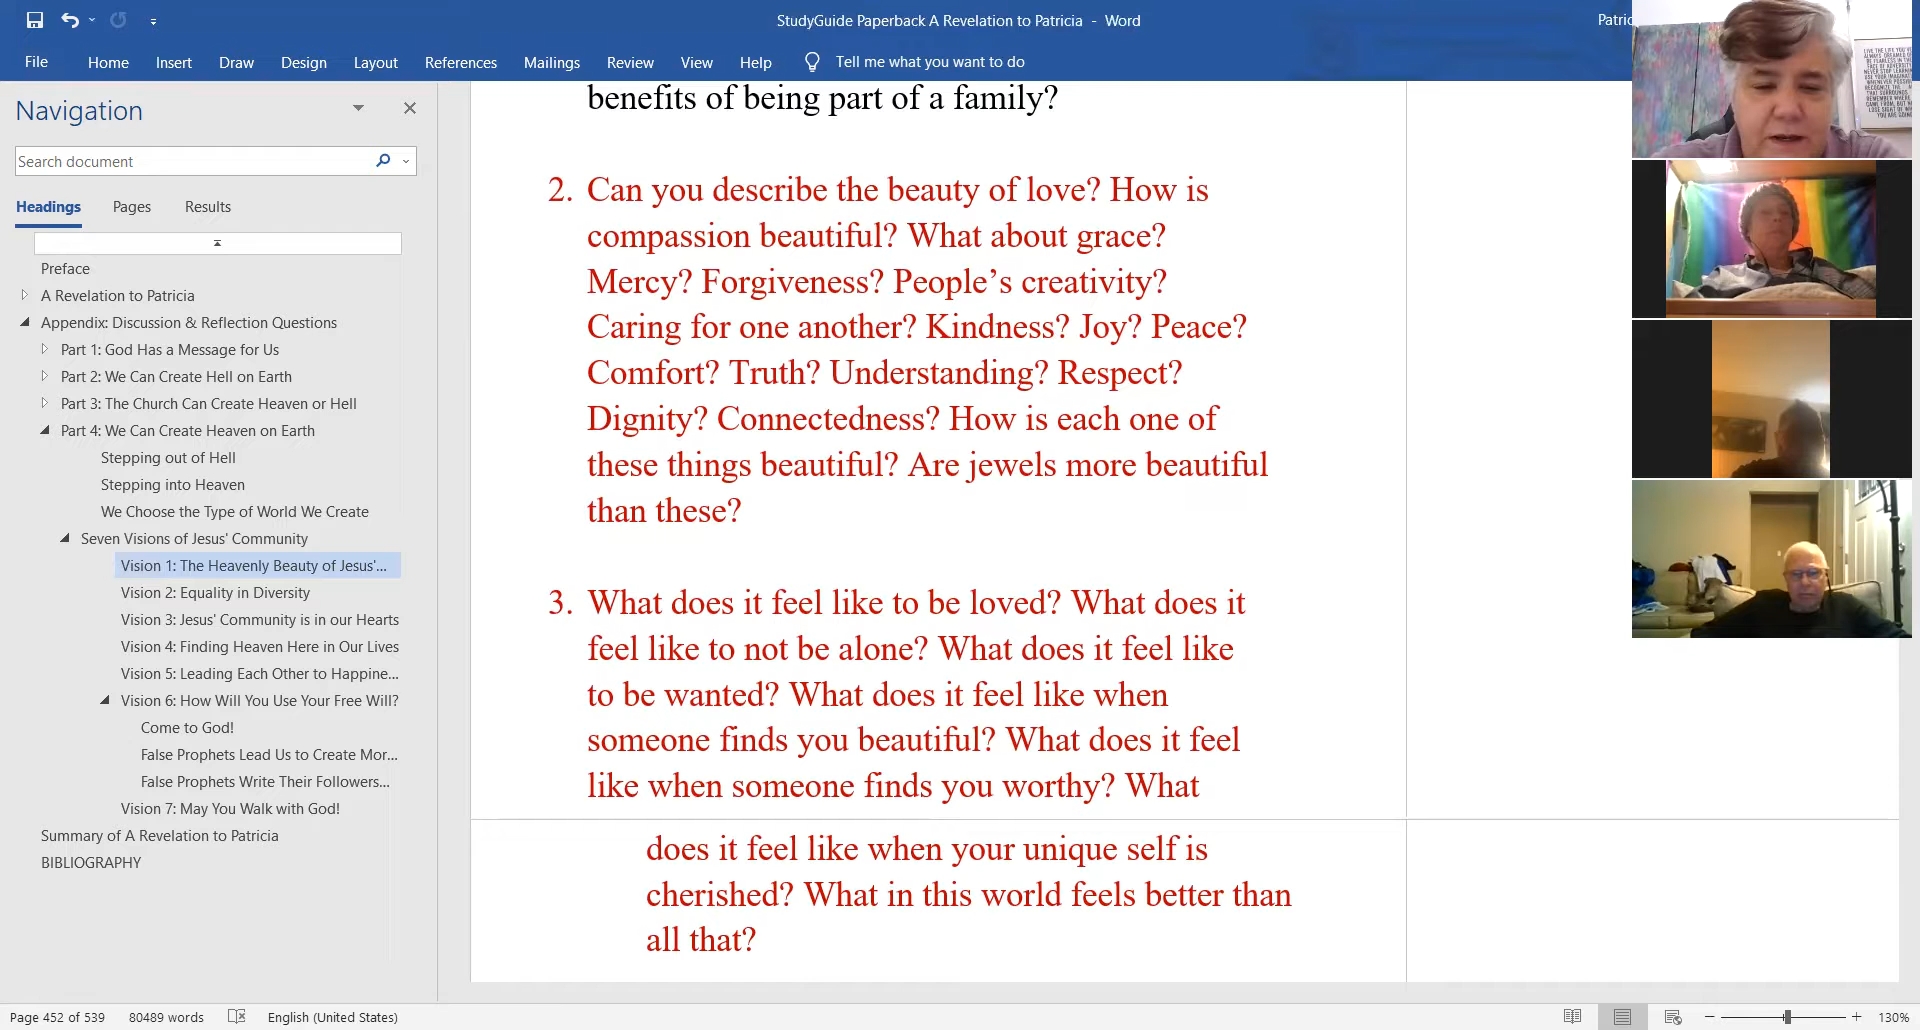 StudyGuide Paperback A Revelation to Patricia - Word
Patric
File Home Insert Draw Design Layout References Mailings Review View Help Tell me what you want to do
Navigation
Search document
Headings Pages Results
Preface
A Revelation to Patricia
Appendix: Discussion & Reflection Questions
Part 1: God Has a Message for Us
Part 2: We Can Create Hell on Earth
Part 3: The Church Can Create Heaven or Hell
Part 4: We Can Create Heaven on Earth
Stepping out of Hell
Stepping into Heaven
We Choose the Type of World We Create
Seven Visions of Jesus' Community
Vision 1: The Heavenly Beauty of Jesus'...
Vision 2: Equality in Diversity
Vision 3: Jesus' Community is in our Hearts
Vision 4: Finding Heaven Here in Our Lives
Vision 5: Leading Each Other to Happine...
Vision 6: How Will You Use Your Free Will?
Come to God!
False Prophets Lead Us to Create Mor...
False Prophets Write Their Followers...
Vision 7: May You Walk with God!
Summary of A Revelation to Patricia
BIBLIOGRAPHY
benefits of being part of a family?
2. Can you describe the beauty of love? How is
compassion beautiful? What about grace?
Mercy? Forgiveness? People’s creativity?
Caring for one another? Kindness? Joy? Peace?
Comfort? Truth? Understanding? Respect?
Dignity? Connectedness? How is each one of
these things beautiful? Are jewels more beautiful
than these?
3. What does it feel like to be loved? What does it
feel like to not be alone? What does it feel like
to be wanted? What does it feel like when
someone finds you beautiful? What does it feel
like when someone finds you worthy? What
does it feel like when your unique self is
cherished? What in this world feels better than
all that?
Page 452 of 539 80489 words English (United States) 130%